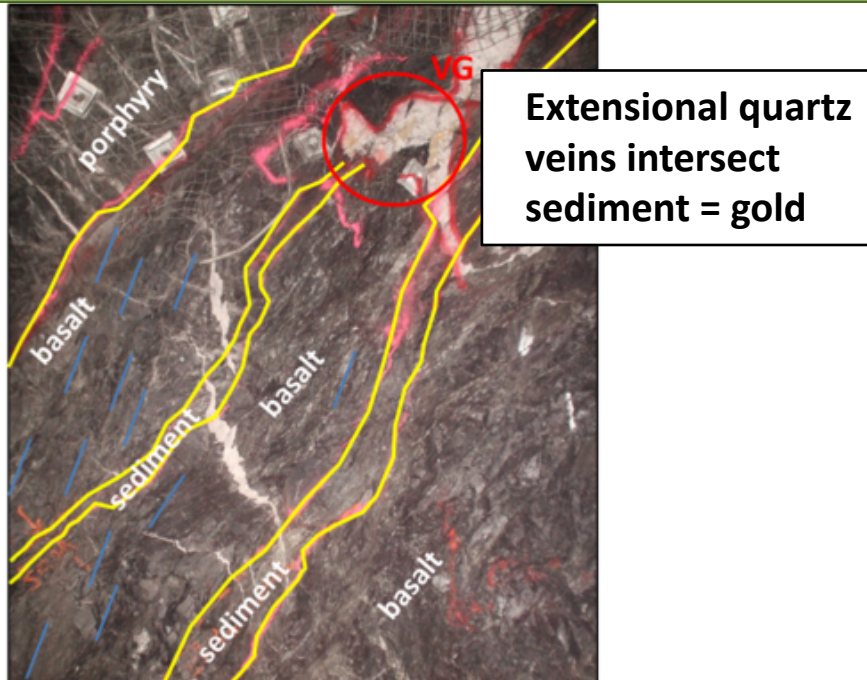 VG
porphyry
Extensional quartz
veins intersect
sediment = gold
basalt
basalt
sediment
basalt
sediment